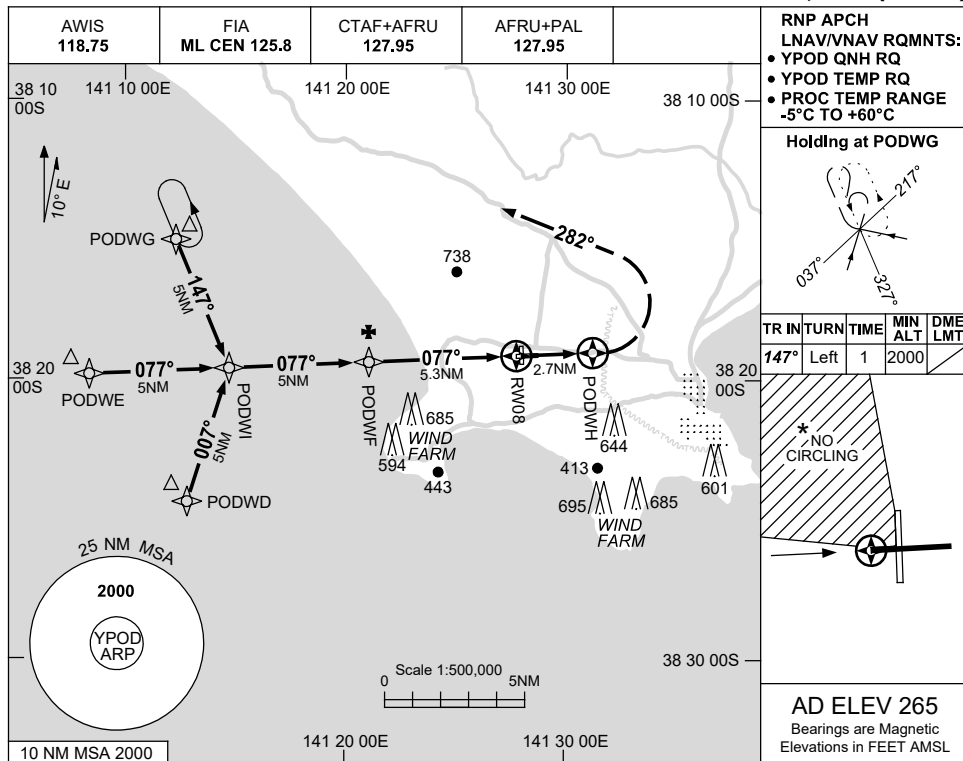 AWIS
118.75
FIA
ML CEN 125.8
CTAF+AFRU
127.95
AFRU+PAL
127.95
RNP APCH
LNAV/VNAV RQMNTS:
• YPOD QNH RQ
• YPOD TEMP RQ
• PROC TEMP RANGE
-5°C TO +60°C
38 10
00S
141 10 00E
141 20 00E
141 30 00E
38 10 00S
10° E
Holding at PODWG
217°
037°
327°
PODWG
147°
5NM
282°
738
TR IN
TURN
TIME
MIN
ALT
DME
LMT
147°
Left
1
2000
38 20
00S
PODWE
077°
5NM
PODWI
077°
5NM
PODWF
077°
5.3NM
RW08
2.7NM
PODWH
38 20
00S
007°
5NM
PODWD
685
594
WIND
FARM
443
644
413
601
695
685
WIND
FARM
* NO
CIRCLING
25 NM MSA
2000
YPOD
ARP
Scale 1:500,000
0
5NM
38 30 00S
10 NM MSA 2000
141 20 00E
141 30 00E
AD ELEV 265
Bearings are Magnetic
Elevations in FEET AMSL